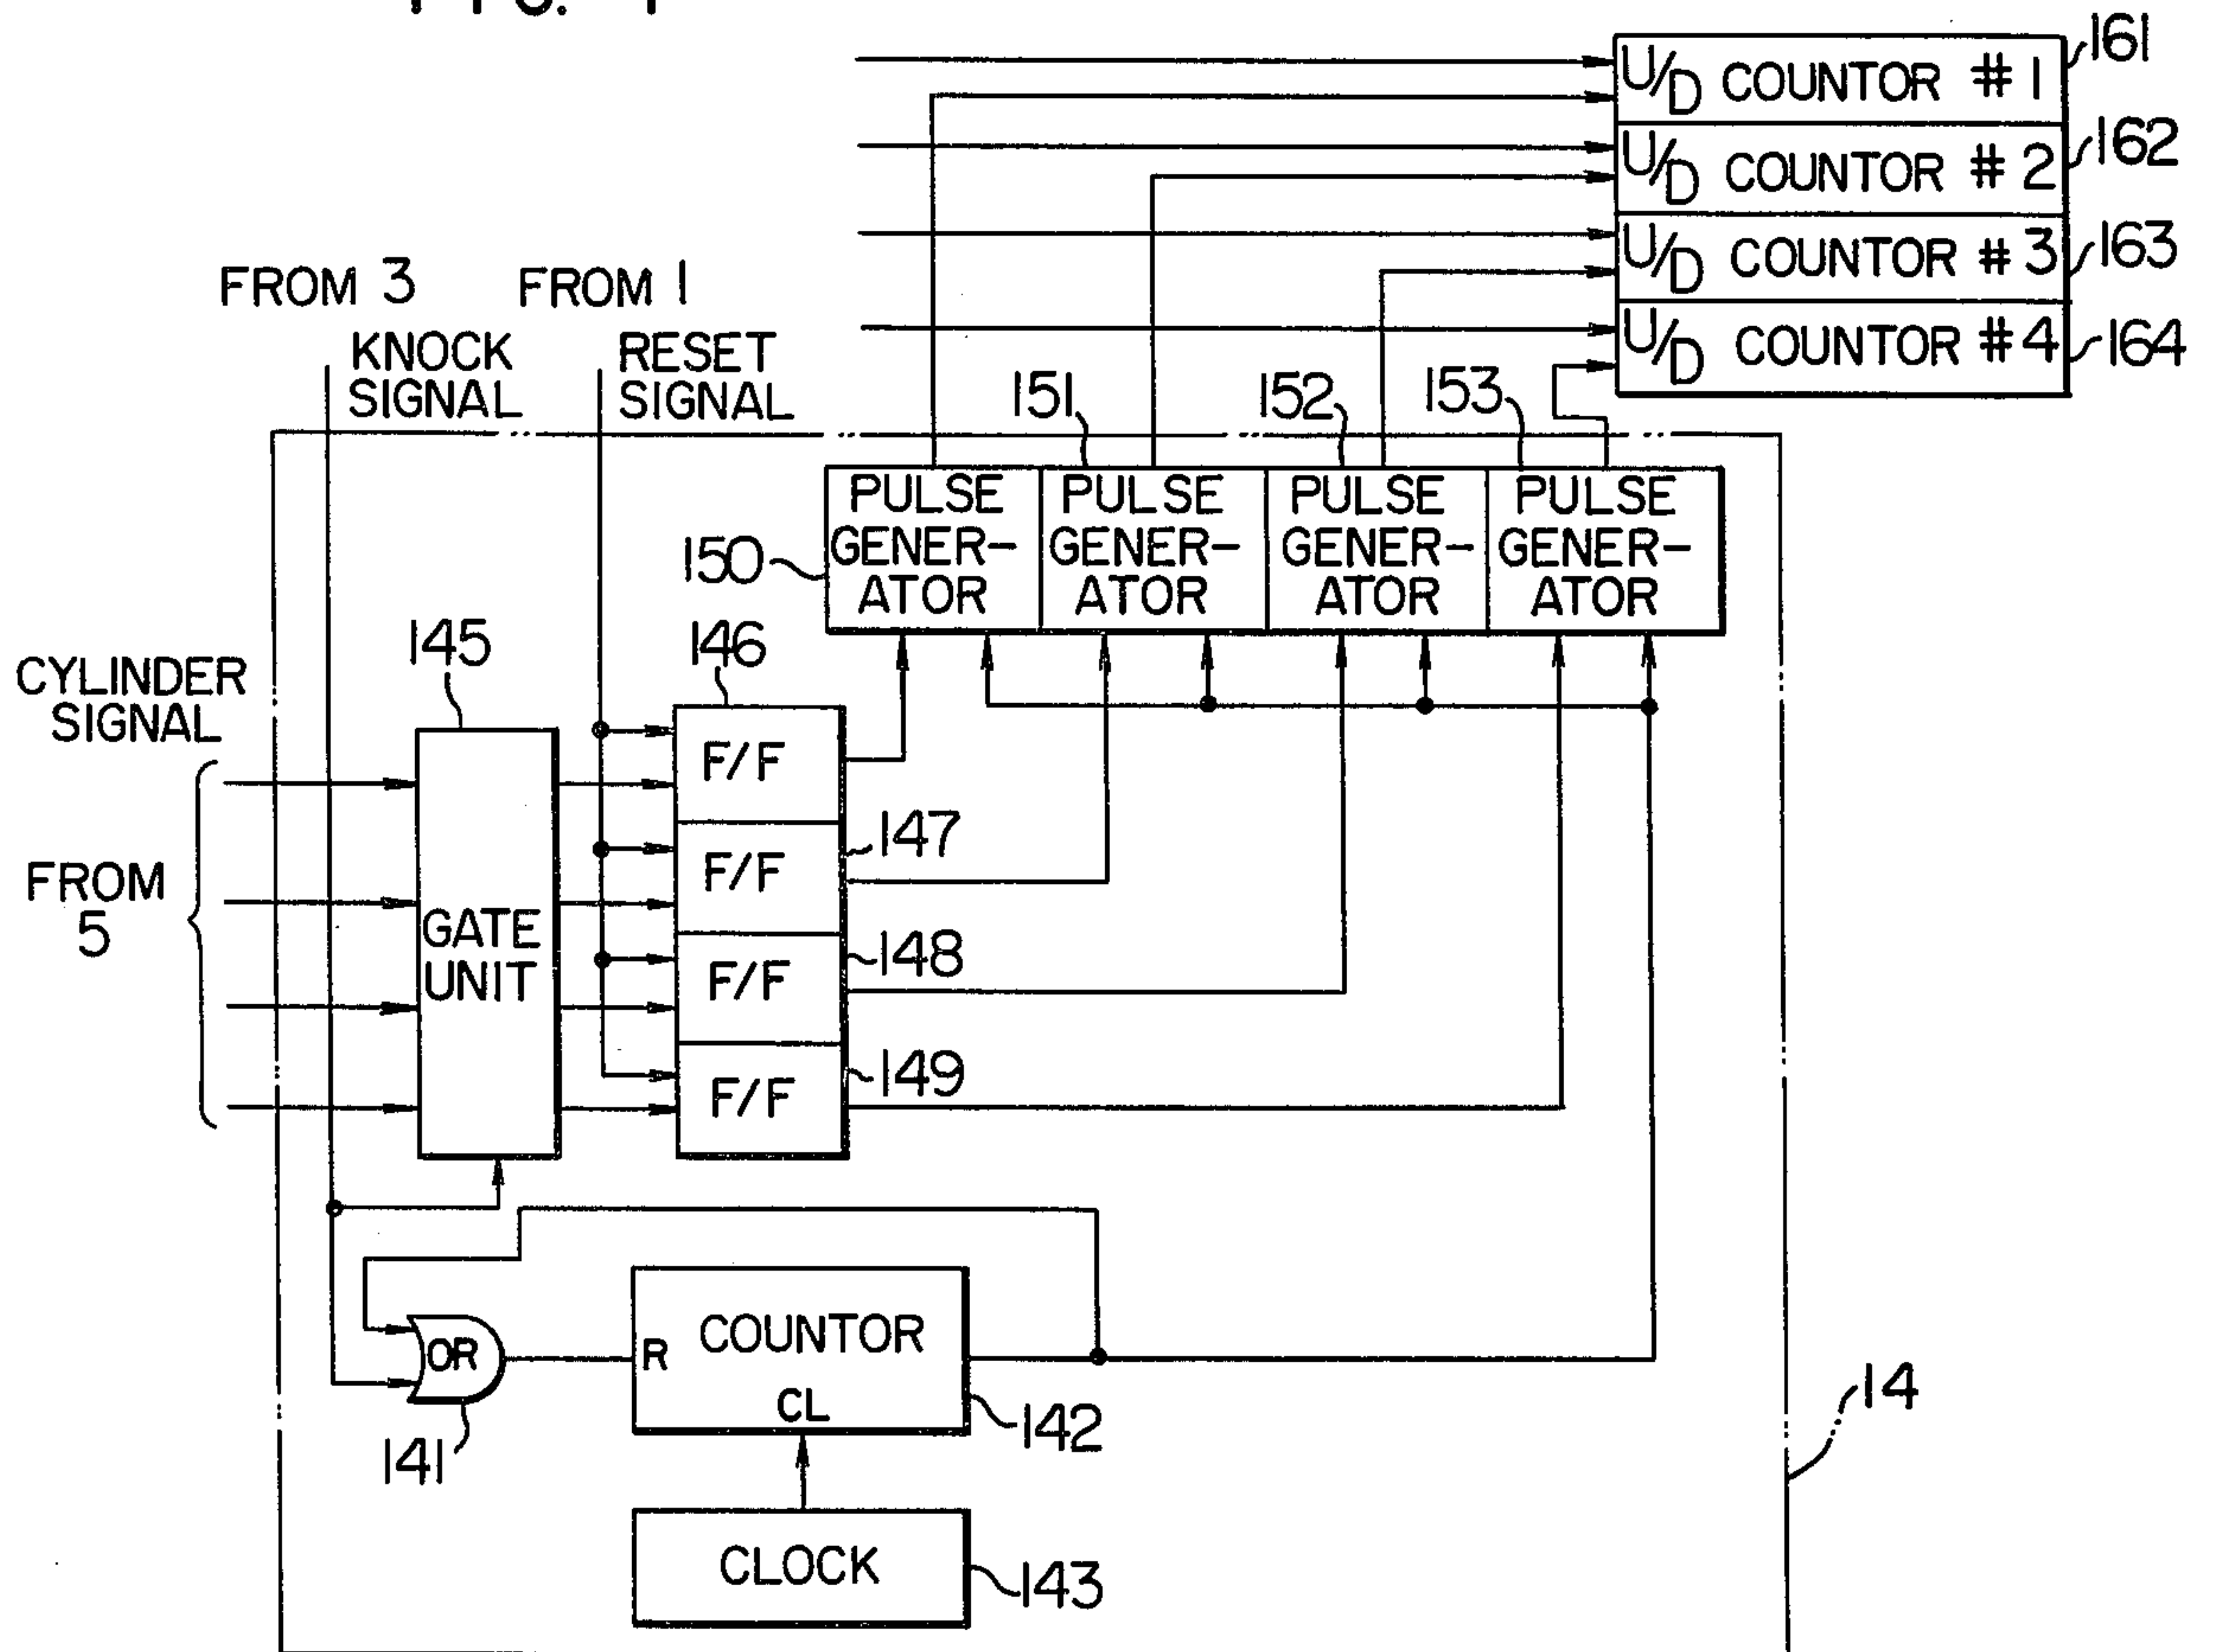 161
U/D COUNTOR #1
162
U/D COUNTOR #2
163
U/D COUNTOR #3
164
U/D COUNTOR #4
FROM 3
FROM 1
KNOCK
SIGNAL
RESET
SIGNAL
151
152
153
150
PULSE
GENER-
ATOR
PULSE
GENER-
ATOR
PULSE
GENER-
ATOR
PULSE
GENER-
ATOR
CYLINDER
SIGNAL
145
146
F/F
147
F/F
148
F/F
149
F/F
FROM
5
GATE
UNIT
OR
141
R
COUNTOR
CL
142
14
CLOCK
143